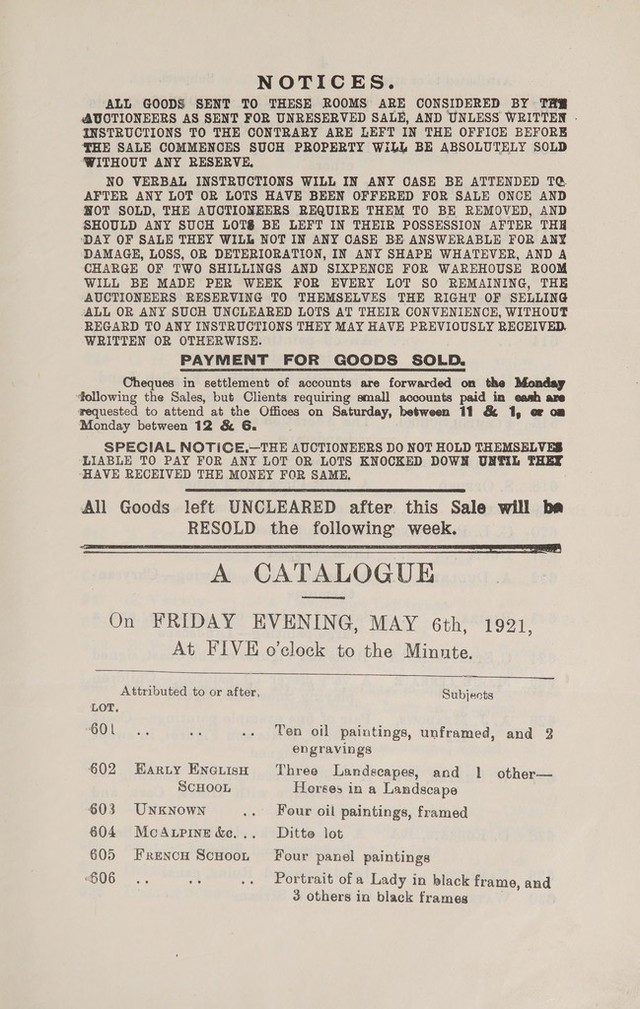 NOTICES.
ALL GOODS SENT TO THESE ROOMS ARE CONSIDERED BY THE
AUCTIONEERS AS SENT FOR UNRESERVED SALE, AND UNLESS WRITTEN
INSTRUCTIONS TO THE CONTRARY ARE LEFT IN THE OFFICE BEFORE
THE SALE COMMENCES SUCH PROPERTY WILL BE ABSOLUTELY SOLD
WITHOUT ANY RESERVE.
NO VERBAL INSTRUCTIONS WILL IN ANY CASE BE ATTENDED TO
AFTER ANY LOT OR LOTS HAVE BEEN OFFERED FOR SALE ONCE AND
NOT SOLD, THE AUCTIONEERS REQUIRE THEM TO BE REMOVED, AND
SHOULD ANY SUCH LOTS BE LEFT IN THEIR POSSESSION AFTER THE
DAY OF SALE THEY WILL NOT IN ANY CASE BE ANSWERABLE FOR ANY
DAMAGE, LOSS, OR DETERIORATION, IN ANY SHAPE WHATEVER, AND A
CHARGE OF TWO SHILLINGS AND SIXPENCE FOR WAREHOUSE ROOM
WILL BE MADE PER WEEK FOR EVERY LOT SO REMAINING, THE
AUCTIONEERS RESERVING TO THEMSELVES THE RIGHT OF SELLING
ALL OR ANY SUCH UNCLEARED LOTS AT THEIR CONVENIENCE, WITHOUT
REGARD TO ANY INSTRUCTIONS THEY MAY HAVE PREVIOUSLY RECEIVED.
WRITTEN OR OTHERWISE.
PAYMENT FOR GOODS SOLD.
Cheques in settlement of accounts are forwarded on the Monday
following the Sales, but Clients requiring small accounts paid in cash are
requested to attend at the Offices on Saturday, between 11 & 1, or on
Monday between 12 & 6.
SPECIAL NOTICE.—THE AUCTIONEERS DO NOT HOLD THEMSELVES
LIABLE TO PAY FOR ANY LOT OR LOTS KNOCKED DOWN UNTIL THEY
HAVE RECEIVED THE MONEY FOR SAME.
All Goods left UNCLEARED after this Sale will be
RESOLD the following week.
A CATALOGUE
On FRIDAY EVENING, MAY 6th, 1921,
At FIVE o'clock to the Minute.
Attributed to or after. Subjects
LOT.
601 .. .. .. Ten oil paintings, unframed, and 2
engravings
602 EARLY ENGLISH Three Landscapes, and 1 other—
SCHOOL Horses in a Landscape
603 UNKNOWN .. Four oil paintings, framed
604 MCALPINE &c. .. Ditto lot
605 FRENCH SCHOOL Four panel paintings
606 .. .. .. Portrait of a Lady in black frame, and
3 others in black frames